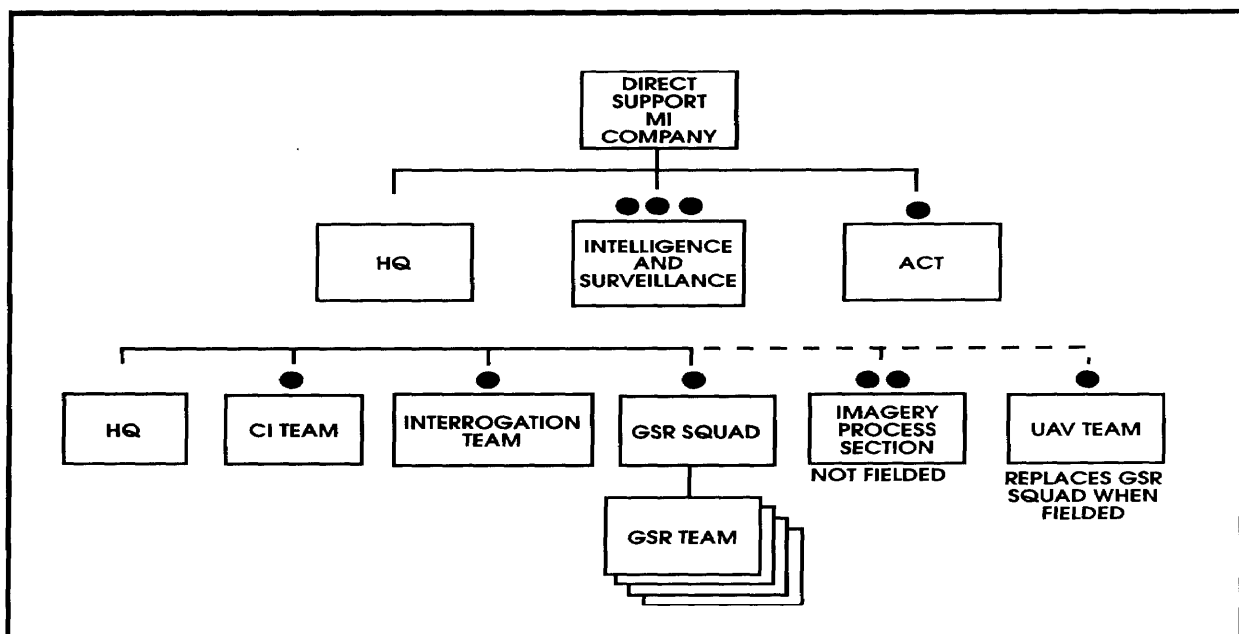 DIRECT
SUPPORT
MI
COMPANY
HQ
INTELLIGENCE
AND
SURVEILLANCE
ACT
HQ
CI TEAM
INTERROGATION
TEAM
GSR SQUAD
IMAGERY
PROCESS
SECTION
NOT FIELDED
UAV TEAM
REPLACES GSR
SQUAD WHEN
FIELDED
GSR TEAM